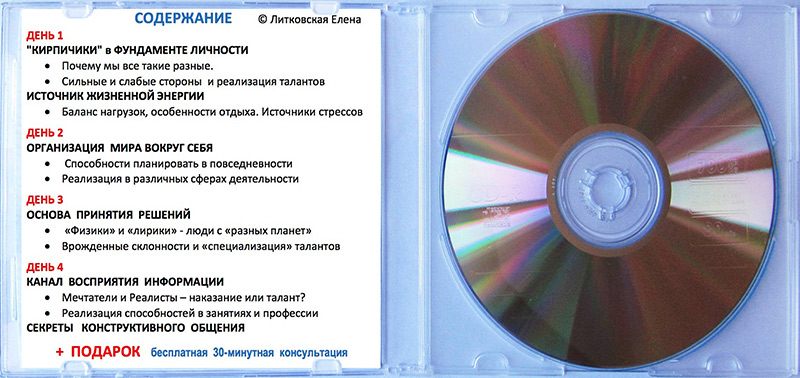 СОДЕРЖАНИЕ © Литковская Елена
ДЕНЬ 1
"КИРПИЧИКИ" в ФУНДАМЕНТЕ ЛИЧНОСТИ
• Почему мы все такие разные.
• Сильные и слабые стороны и реализация талантов
ИСТОЧНИК ЖИЗНЕННОЙ ЭНЕРГИИ
• Баланс нагрузок, особенности отдыха. Источники стрессов
ДЕНЬ 2
ОРГАНИЗАЦИЯ МИРА ВОКРУГ СЕБЯ
• Способности планировать в повседневности
• Реализация в различных сферах деятельности
ДЕНЬ 3
ОСНОВА ПРИНЯТИЯ РЕШЕНИЙ
• «Физики» и «лирики» - люди с «разных планет»
• Врожденные склонности и «специализация» талантов
ДЕНЬ 4
КАНАЛ ВОСПРИЯТИЯ ИНФОРМАЦИИ
• Мечтатели и Реалисты – наказание или талант?
• Реализация способностей в занятиях и профессии
СЕКРЕТЫ КОНСТРУКТИВНОГО ОБЩЕНИЯ
+ ПОДАРОК бесплатная 30-минутная консультация